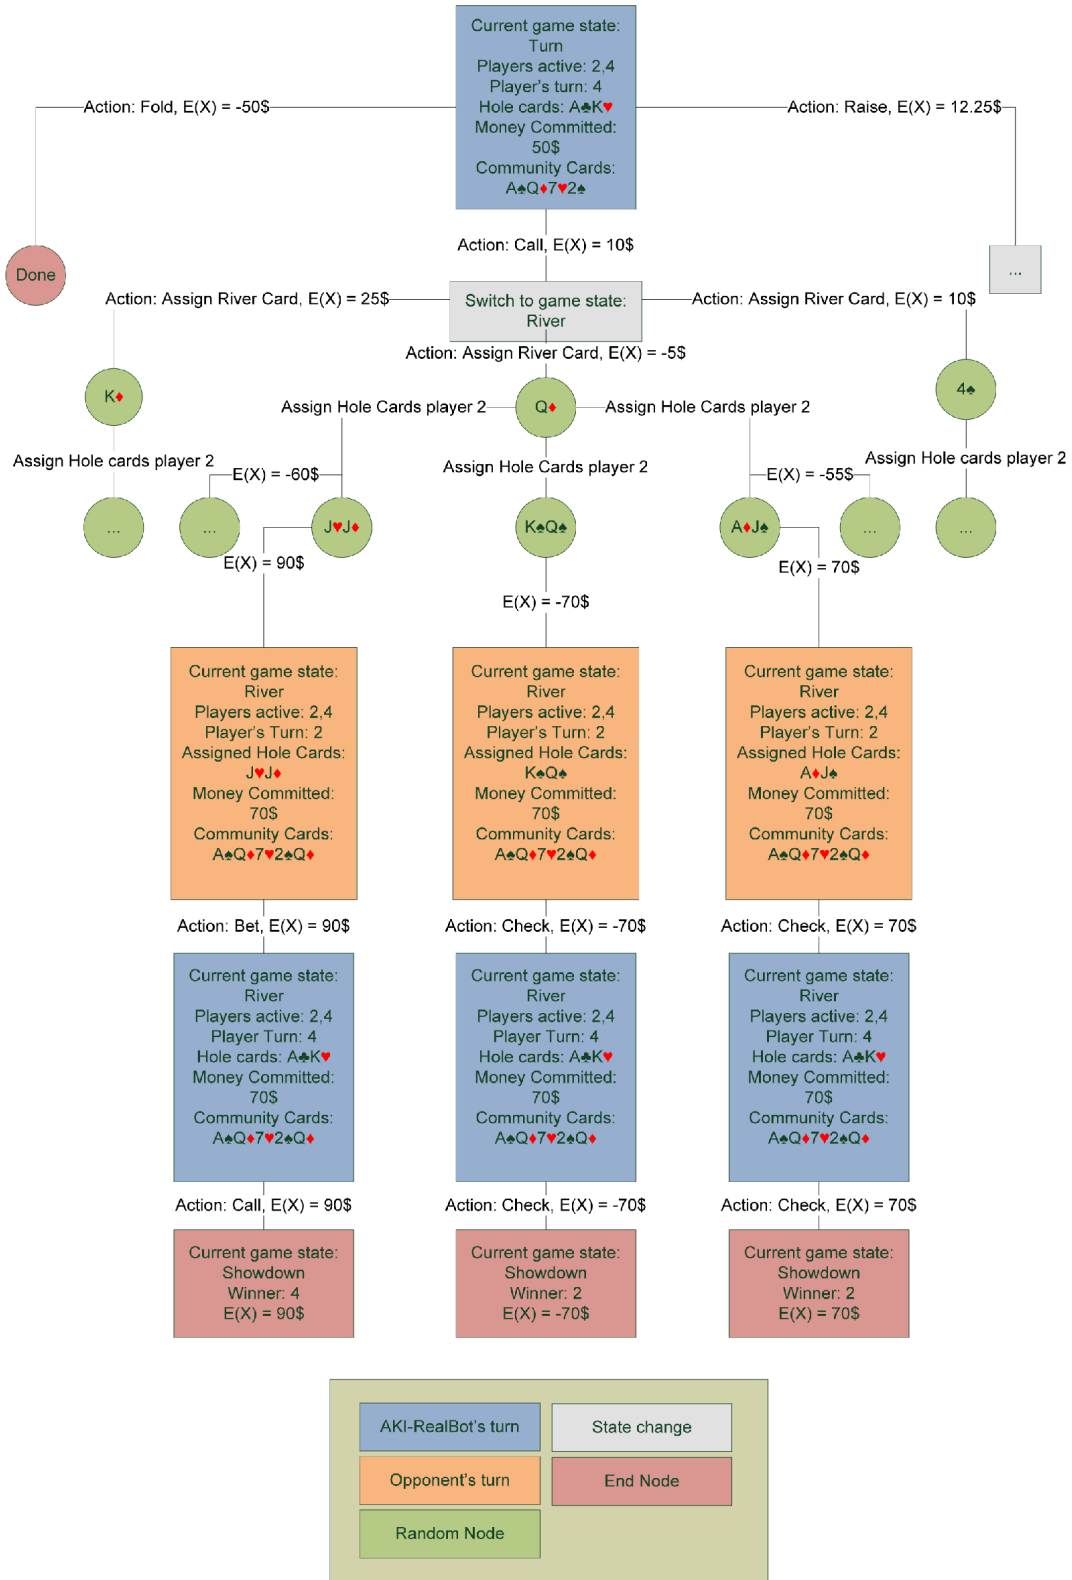 Current game state:
Turn
Players active: 2,4
Player's turn: 4
Hole cards: A♣K♥
Money Committed:
50$
Community Cards:
A♠Q♦7♥2♠
Action: Fold, E(X) = -50$
Action: Raise, E(X) = 12.25$
Done
Action: Call, E(X) = 10$
...
Action: Assign River Card, E(X) = 25$
Switch to game state:
River
Action: Assign River Card, E(X) = 10$
Action: Assign River Card, E(X) = -5$
K♦
Q♦
4♣
Assign Hole Cards player 2
Assign Hole Cards player 2
Assign Hole cards player 2
Assign Hole Cards player 2
Assign Hole cards player 2
E(X) = -60$
E(X) = -55$
...
...
J♥J♦
K♠Q♠
A♦J♠
...
...
E(X) = 90$
E(X) = -70$
E(X) = 70$
Current game state:
River
Players active: 2,4
Player's Turn: 2
Assigned Hole Cards:
J♥J♦
Money Committed:
70$
Community Cards:
A♠Q♦7♥2♠Q♦
Current game state:
River
Players active: 2,4
Player's Turn: 2
Assigned Hole Cards:
K♠Q♠
Money Committed:
70$
Community Cards:
A♠Q♦7♥2♠Q♦
Current game state:
River
Players active: 2,4
Player's Turn: 2
Assigned Hole Cards:
A♦J♠
Money Committed:
70$
Community Cards:
A♠Q♦7♥2♠Q♦
Action: Bet, E(X) = 90$
Action: Check, E(X) = -70$
Action: Check, E(X) = 70$
Current game state:
River
Players active: 2,4
Player Turn: 4
Hole cards: A♣K♥
Money Committed:
70$
Community Cards:
A♠Q♦7♥2♠Q♦
Current game state:
River
Players active: 2,4
Player Turn: 4
Hole cards: A♣K♥
Money Committed:
70$
Community Cards:
A♠Q♦7♥2♠Q♦
Current game state:
River
Players active: 2,4
Player Turn: 4
Hole cards: A♣K♥
Money Committed:
70$
Community Cards:
A♠Q♦7♥2♠Q♦
Action: Call, E(X) = 90$
Action: Check, E(X) = -70$
Action: Check, E(X) = 70$
Current game state:
Showdown
Winner: 4
E(X) = 90$
Current game state:
Showdown
Winner: 2
E(X) = -70$
Current game state:
Showdown
Winner: 2
E(X) = 70$
AKI-RealBot's turn
State change
Opponent's turn
End Node
Random Node